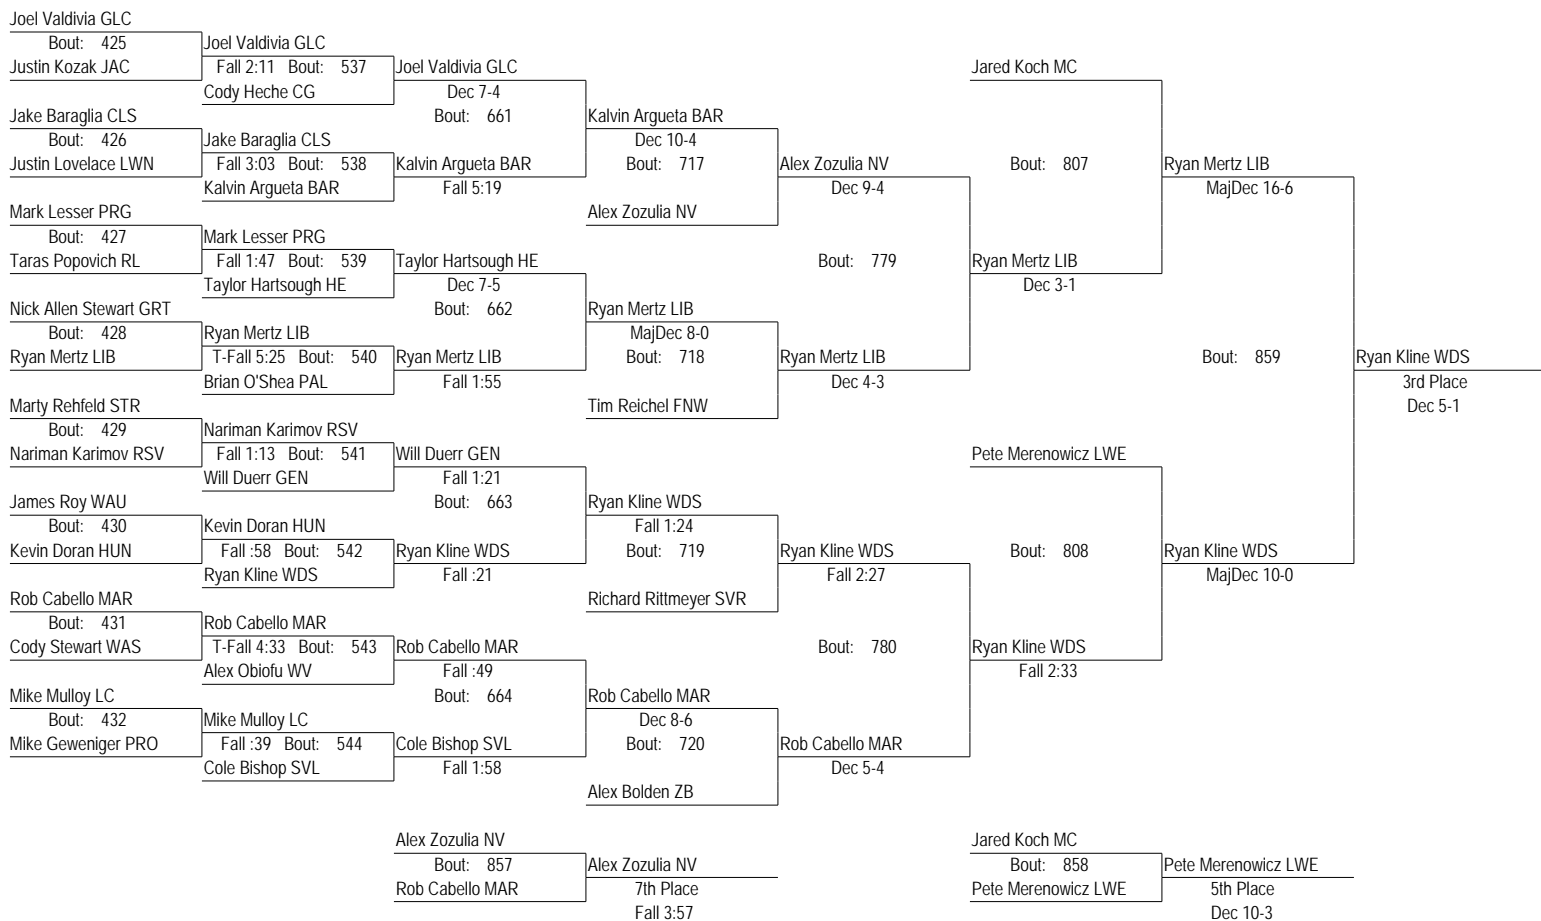 Joel Valdivia GLC
Bout: 425
Justin Kozak JAC
Jake Baraglia CLS
Bout: 426
Justin Lovelace LWN
Mark Lesser PRG
Bout: 427
Taras Popovich RL
Nick Allen Stewart GRT
Bout: 428
Ryan Mertz LIB
Marty Rehfeld STR
Bout: 429
Nariman Karimov RSV
James Roy WAU
Bout: 430
Kevin Doran HUN
Rob Cabello MAR
Bout: 431
Cody Stewart WAS
Mike Mulloy LC
Bout: 432
Mike Geweniger PRO
Joel Valdivia GLC
Fall 2:11 Bout: 537
Cody Heche CG
Jake Baraglia CLS
Fall 3:03 Bout: 538
Kalvin Argueta BAR
Mark Lesser PRG
Fall 1:47 Bout: 539
Taylor Hartsough HE
Ryan Mertz LIB
T-Fall 5:25 Bout: 540
Brian O'Shea PAL
Nariman Karimov RSV
Fall 1:13 Bout: 541
Will Duerr GEN
Kevin Doran HUN
Fall :58 Bout: 542
Ryan Kline WDS
Rob Cabello MAR
T-Fall 4:33 Bout: 543
Alex Obiofu WV
Mike Mulloy LC
Fall :39 Bout: 544
Cole Bishop SVL
Joel Valdivia GLC
Dec 7-4
Bout: 661
Kalvin Argueta BAR
Fall 5:19
Taylor Hartsough HE
Dec 7-5
Bout: 662
Ryan Mertz LIB
Fall 1:55
Will Duerr GEN
Fall 1:21
Bout: 663
Ryan Kline WDS
Fall :21
Rob Cabello MAR
Fall :49
Bout: 664
Cole Bishop SVL
Fall 1:58
Kalvin Argueta BAR
Dec 10-4
Bout: 717
Alex Zozulia NV
Ryan Mertz LIB
MajDec 8-0
Bout: 718
Tim Reichel FNW
Ryan Kline WDS
Fall 1:24
Bout: 719
Richard Rittmeyer SVR
Rob Cabello MAR
Dec 8-6
Bout: 720
Alex Bolden ZB
Alex Zozulia NV
Dec 9-4
Bout: 779
Ryan Mertz LIB
Dec 4-3
Ryan Kline WDS
Fall 2:27
Bout: 780
Rob Cabello MAR
Dec 5-4
Jared Koch MC
Bout: 807
Ryan Mertz LIB
Dec 3-1
Pete Merenowicz LWE
Bout: 808
Ryan Kline WDS
Fall 2:33
Ryan Mertz LIB
MajDec 16-6
Bout: 859
Ryan Kline WDS
MajDec 10-0
Ryan Kline WDS
3rd Place
Dec 5-1
Alex Zozulia NV
Bout: 857
Rob Cabello MAR
Alex Zozulia NV
7th Place
Fall 3:57
Jared Koch MC
Bout: 858
Pete Merenowicz LWE
Pete Merenowicz LWE
5th Place
Dec 10-3